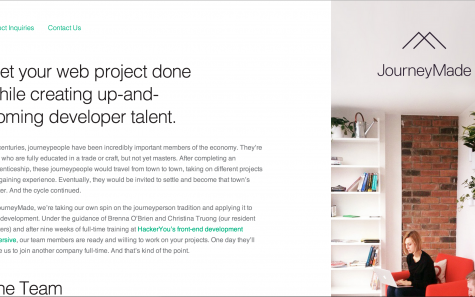 ct Inquiries Contact Us
JourneyMade
et your web project done
hile creating up-and-
oming developer talent.
centuries, journeypeople have been incredibly important members of the economy. They're
who are fully educated in a trade or craft, but not yet masters. After completing an
enticeship, these journeypeople would travel from town to town, taking on different projects
gaining experience. Eventually, they would be invited to settle and become that town's
er. And the cycle continued.
urneyMade, we're taking our own spin on the journeyperson tradition and applying it to
development. Under the guidance of Brenna O'Brien and Christina Truong (our resident
ers) and after nine weeks of full-time training at HackerYou's front-end development
ersive, our team members are ready and willing to work on your projects. One day they'll
e us to join another company full-time. And that's kind of the point.
he Team